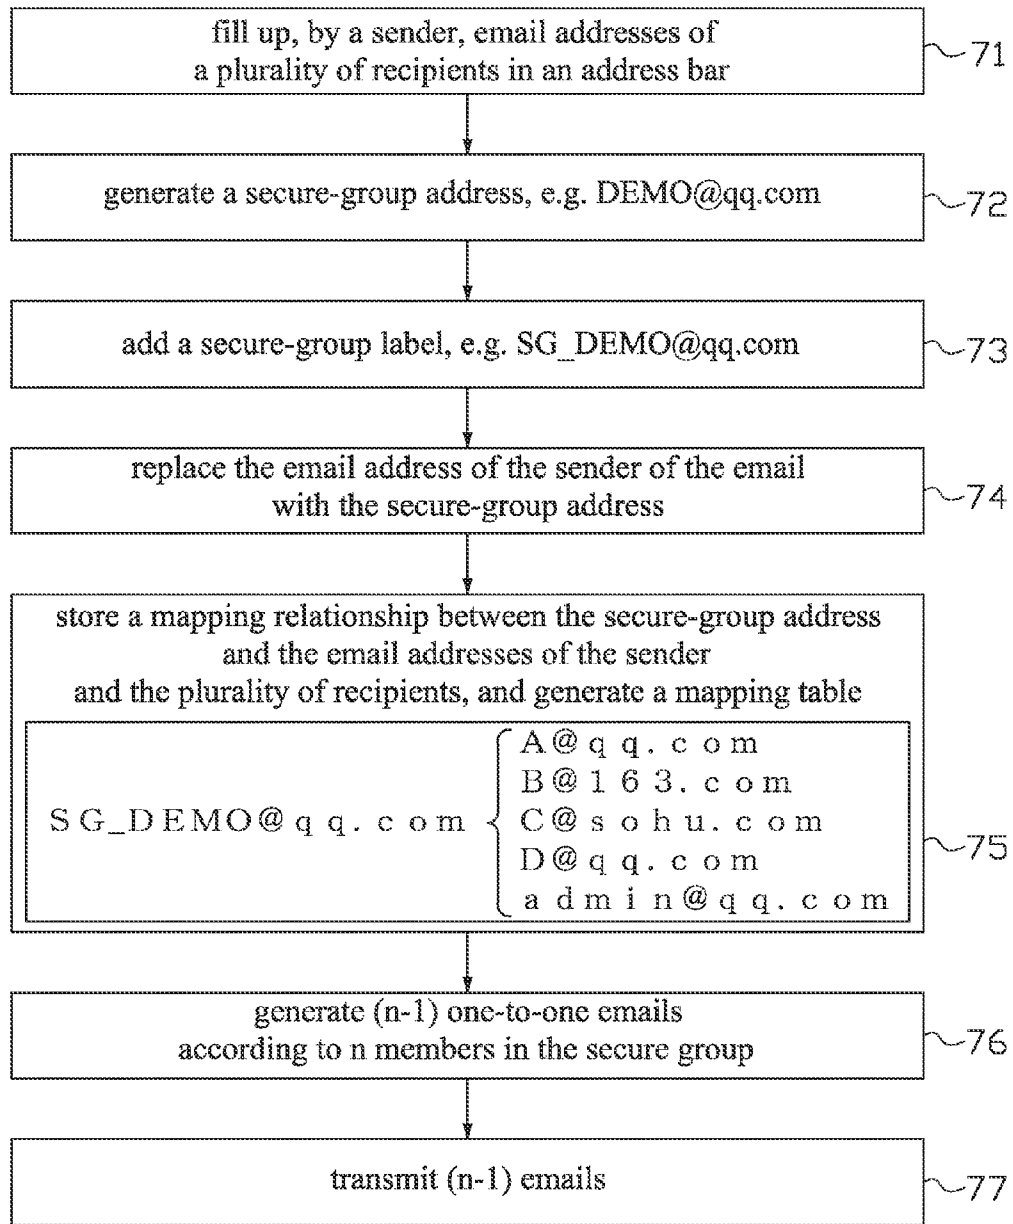 fill up, by a sender, email addresses of
a plurality of recipients in an address bar
71
generate a secure-group address, e.g. DEMO@qq.com
72
add a secure-group label, e.g. SG_DEMO@qq.com
73
replace the email address of the sender of the email
with the secure-group address
74
store a mapping relationship between the secure-group address
and the email addresses of the sender
and the plurality of recipients, and generate a mapping table
SG_DEMO@qq.com
A@qq.com
B@163.com
C@sohu.com
D@qq.com
admin@qq.com
75
generate (n-1) one-to-one emails
according to n members in the secure group
76
transmit (n-1) emails
77